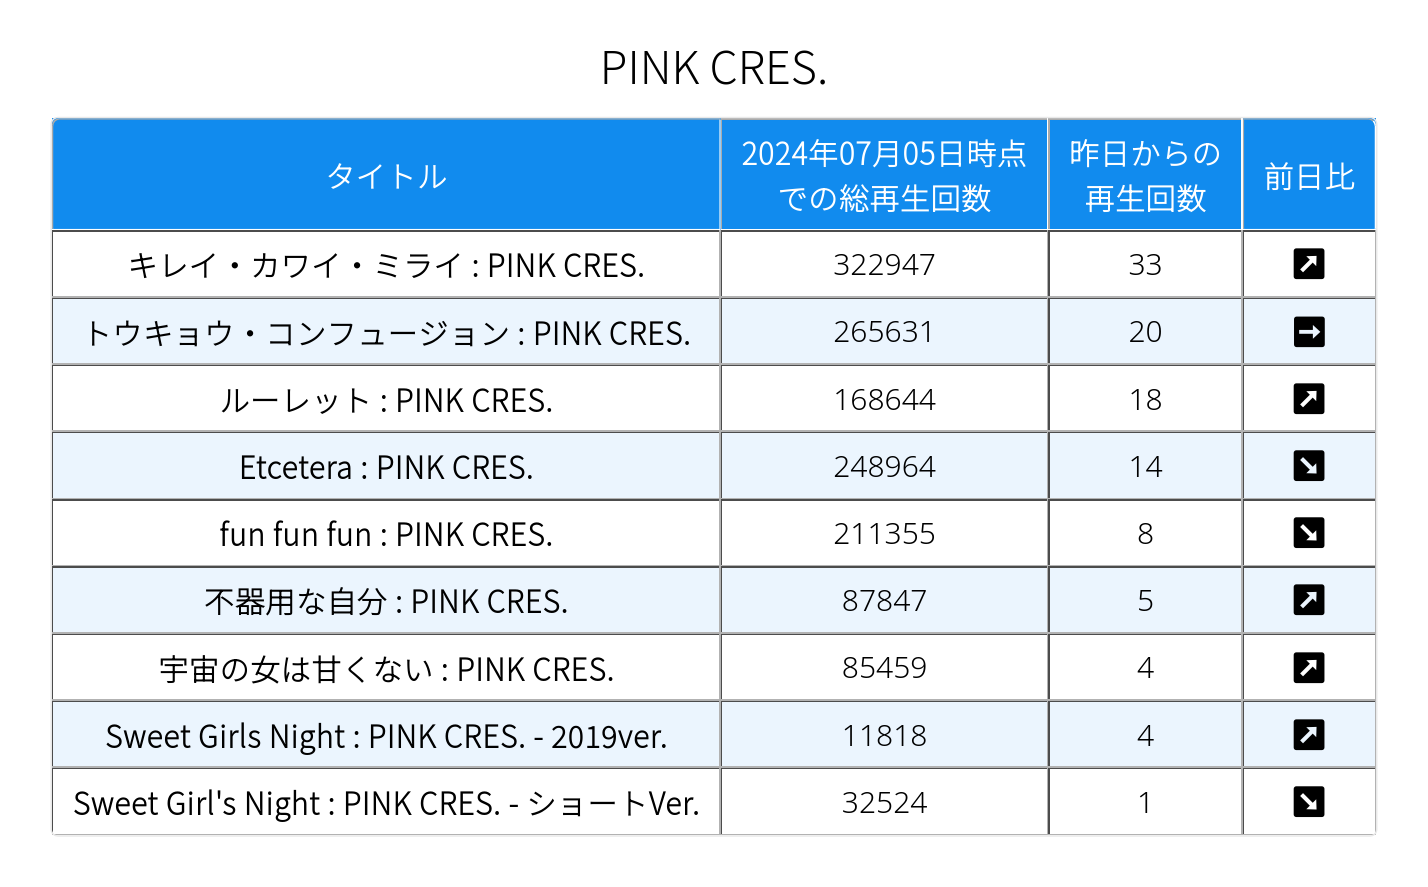 PINK CRES.
タイトル
2024年07月05日時点
での総再生回数
昨日からの
再生回数
前日比
キレイ・カワイ・ミライ : PINK CRES. 322947 33 ↗
トウキョウ・コンフュージョン : PINK CRES. 265631 20 →
ルーレット : PINK CRES. 168644 18 ↗
Etcetera : PINK CRES. 248964 14 ↘
fun fun fun : PINK CRES. 211355 8 ↘
不器用な自分 : PINK CRES. 87847 5 ↗
宇宙の女は甘くない : PINK CRES. 85459 4 ↗
Sweet Girls Night : PINK CRES. - 2019ver. 11818 4 ↗
Sweet Girl's Night : PINK CRES. - ショートVer. 32524 1 ↘